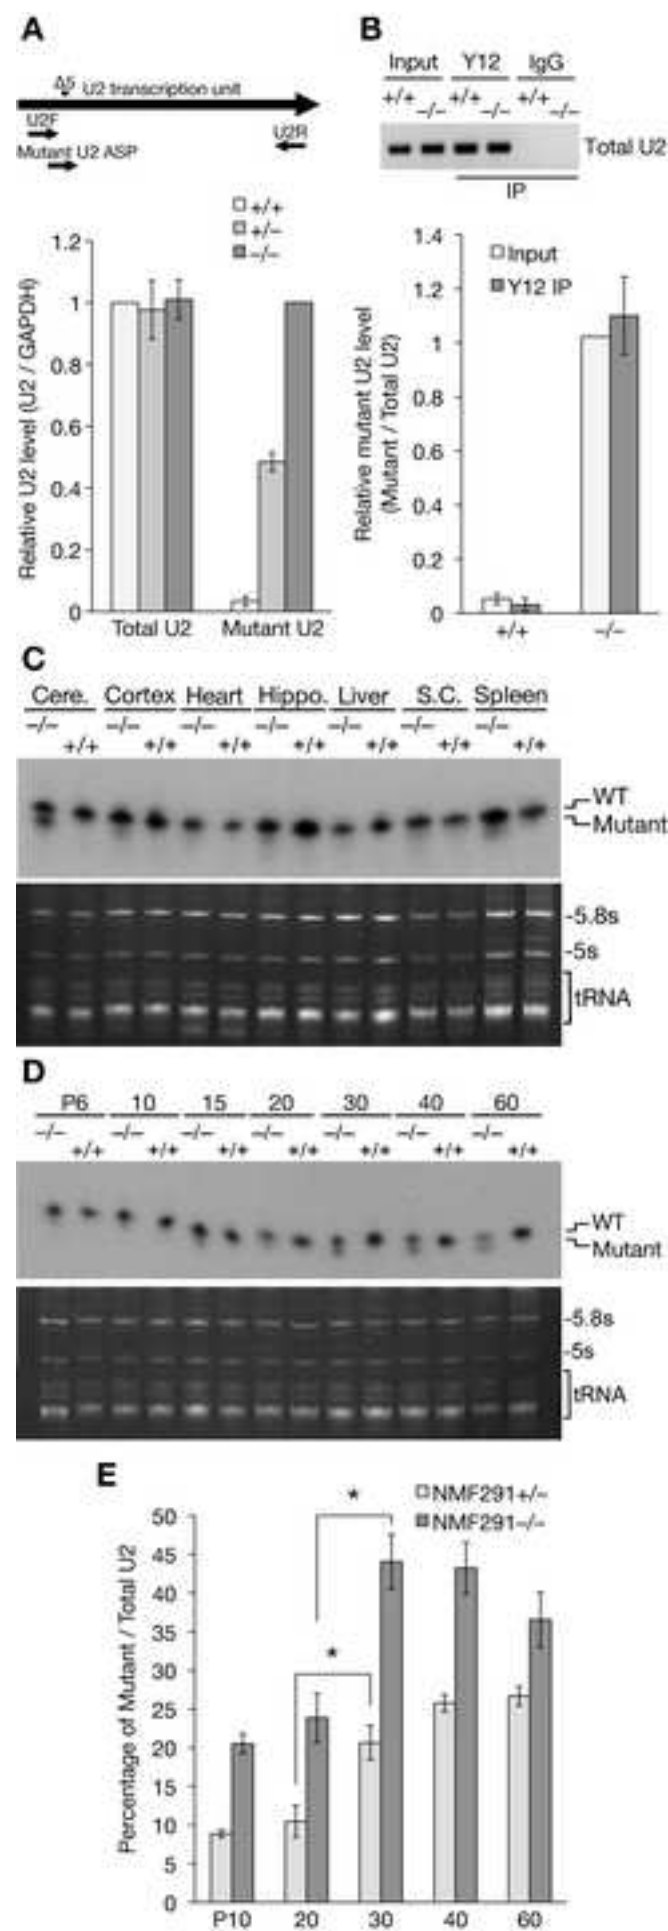 A
Δ5
U2 transcription unit
U2F
U2R
Mutant U2 ASP
+/+
+/−
−/−
Relative U2 level (U2 / GAPDH)
1.2
1
0.8
0.6
0.4
0.2
0
Total U2 Mutant U2
B
Input Y12 IgG
+/+ +/+ +/+
−/− −/− −/−
Total U2
IP
Input
Y12 IP
Relative mutant U2 level
(Mutant / Total U2)
1.4
1.2
1
0.8
0.6
0.4
0.2
0
+/+ −/−
C
Cere. Cortex Heart Hippo. Liver S.C. Spleen
−/− −/− −/− −/− −/− −/− −/−
+/+ +/+ +/+ +/+ +/+ +/+ +/+
WT
Mutant
-5.8s
-5s
tRNA
D
P6 10 15 20 30 40 60
−/− −/− −/− −/− −/− −/− −/−
+/+ +/+ +/+ +/+ +/+ +/+ +/+
WT
Mutant
-5.8s
-5s
tRNA
E
NMF291+/−
NMF291−/−
*
*
Percentage of Mutant / Total U2
50
45
40
35
30
25
20
15
10
5
0
P10 20 30 40 60